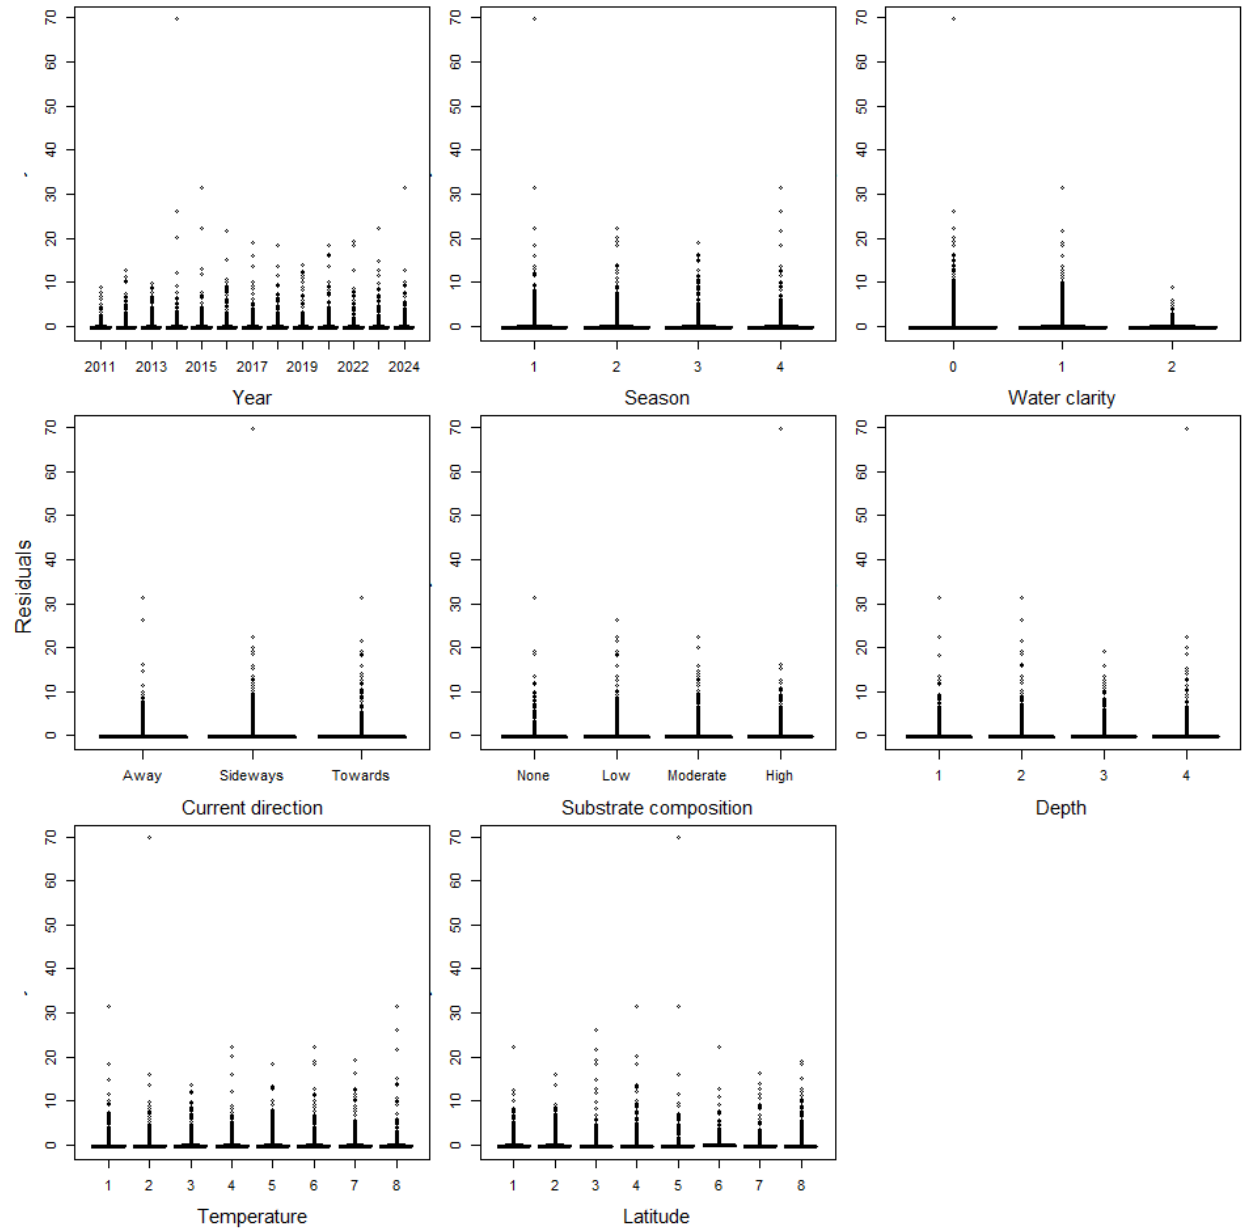 70 60 50 40 30 20 10 0
2011 2013 2015 2017 2019 2022 2024
Year
70 60 50 40 30 20 10 0
1 2 3 4
Season
70 60 50 40 30 20 10 0
0 1 2
Water clarity
Residuals
70 60 50 40 30 20 10 0
Away Sideways Towards
Current direction
70 60 50 40 30 20 10 0
None Low Moderate High
Substrate composition
70 60 50 40 30 20 10 0
1 2 3 4
Depth
70 60 50 40 30 20 10 0
1 2 3 4 5 6 7 8
Temperature
70 60 50 40 30 20 10 0
1 2 3 4 5 6 7 8
Latitude